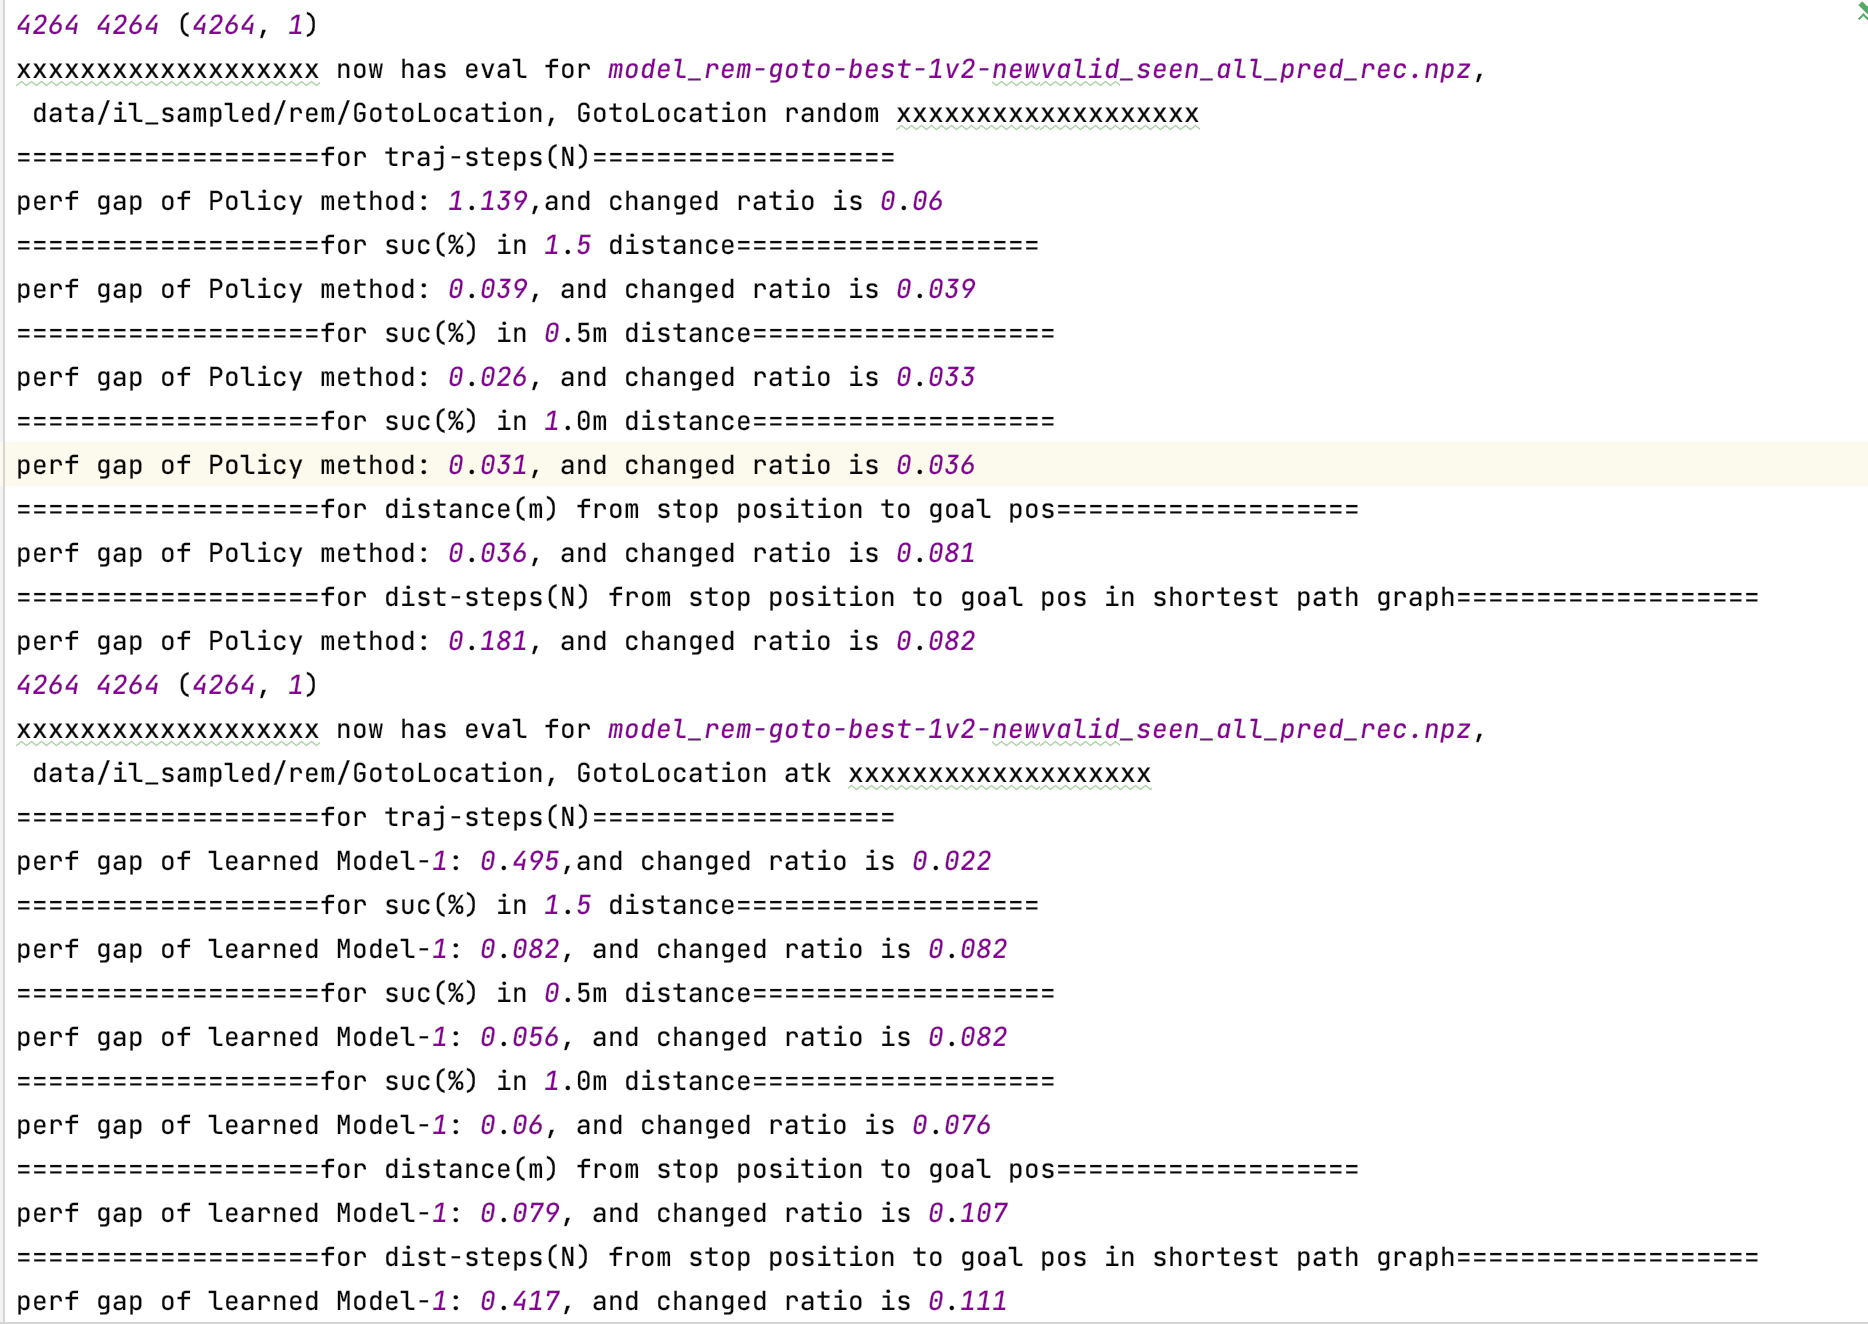 4264 4264 (4264, 1)
xxxxxxxxxxxxxxxxxxx now has eval for model_rem-goto-best-1v2-newvalid_seen_all_pred_rec.npz,
data/il_sampled/rem/GotoLocation, GotoLocation random xxxxxxxxxxxxxxxxxxx
===================for traj-steps(N)===================
perf gap of Policy method: 1.139,and changed ratio is 0.06
===================for suc(%) in 1.5 distance===================
perf gap of Policy method: 0.039, and changed ratio is 0.039
===================for suc(%) in 0.5m distance===================
perf gap of Policy method: 0.026, and changed ratio is 0.033
===================for suc(%) in 1.0m distance===================
perf gap of Policy method: 0.031, and changed ratio is 0.036
===================for distance(m) from stop position to goal pos===================
perf gap of Policy method: 0.036, and changed ratio is 0.081
===================for dist-steps(N) from stop position to goal pos in shortest path graph===================
perf gap of Policy method: 0.181, and changed ratio is 0.082
4264 4264 (4264, 1)
xxxxxxxxxxxxxxxxxxx now has eval for model_rem-goto-best-1v2-newvalid_seen_all_pred_rec.npz,
data/il_sampled/rem/GotoLocation, GotoLocation atk xxxxxxxxxxxxxxxxxxx
===================for traj-steps(N)===================
perf gap of learned Model-1: 0.495,and changed ratio is 0.022
===================for suc(%) in 1.5 distance===================
perf gap of learned Model-1: 0.082, and changed ratio is 0.082
===================for suc(%) in 0.5m distance===================
perf gap of learned Model-1: 0.056, and changed ratio is 0.082
===================for suc(%) in 1.0m distance===================
perf gap of learned Model-1: 0.06, and changed ratio is 0.076
===================for distance(m) from stop position to goal pos===================
perf gap of learned Model-1: 0.079, and changed ratio is 0.107
===================for dist-steps(N) from stop position to goal pos in shortest path graph===================
perf gap of learned Model-1: 0.417, and changed ratio is 0.111